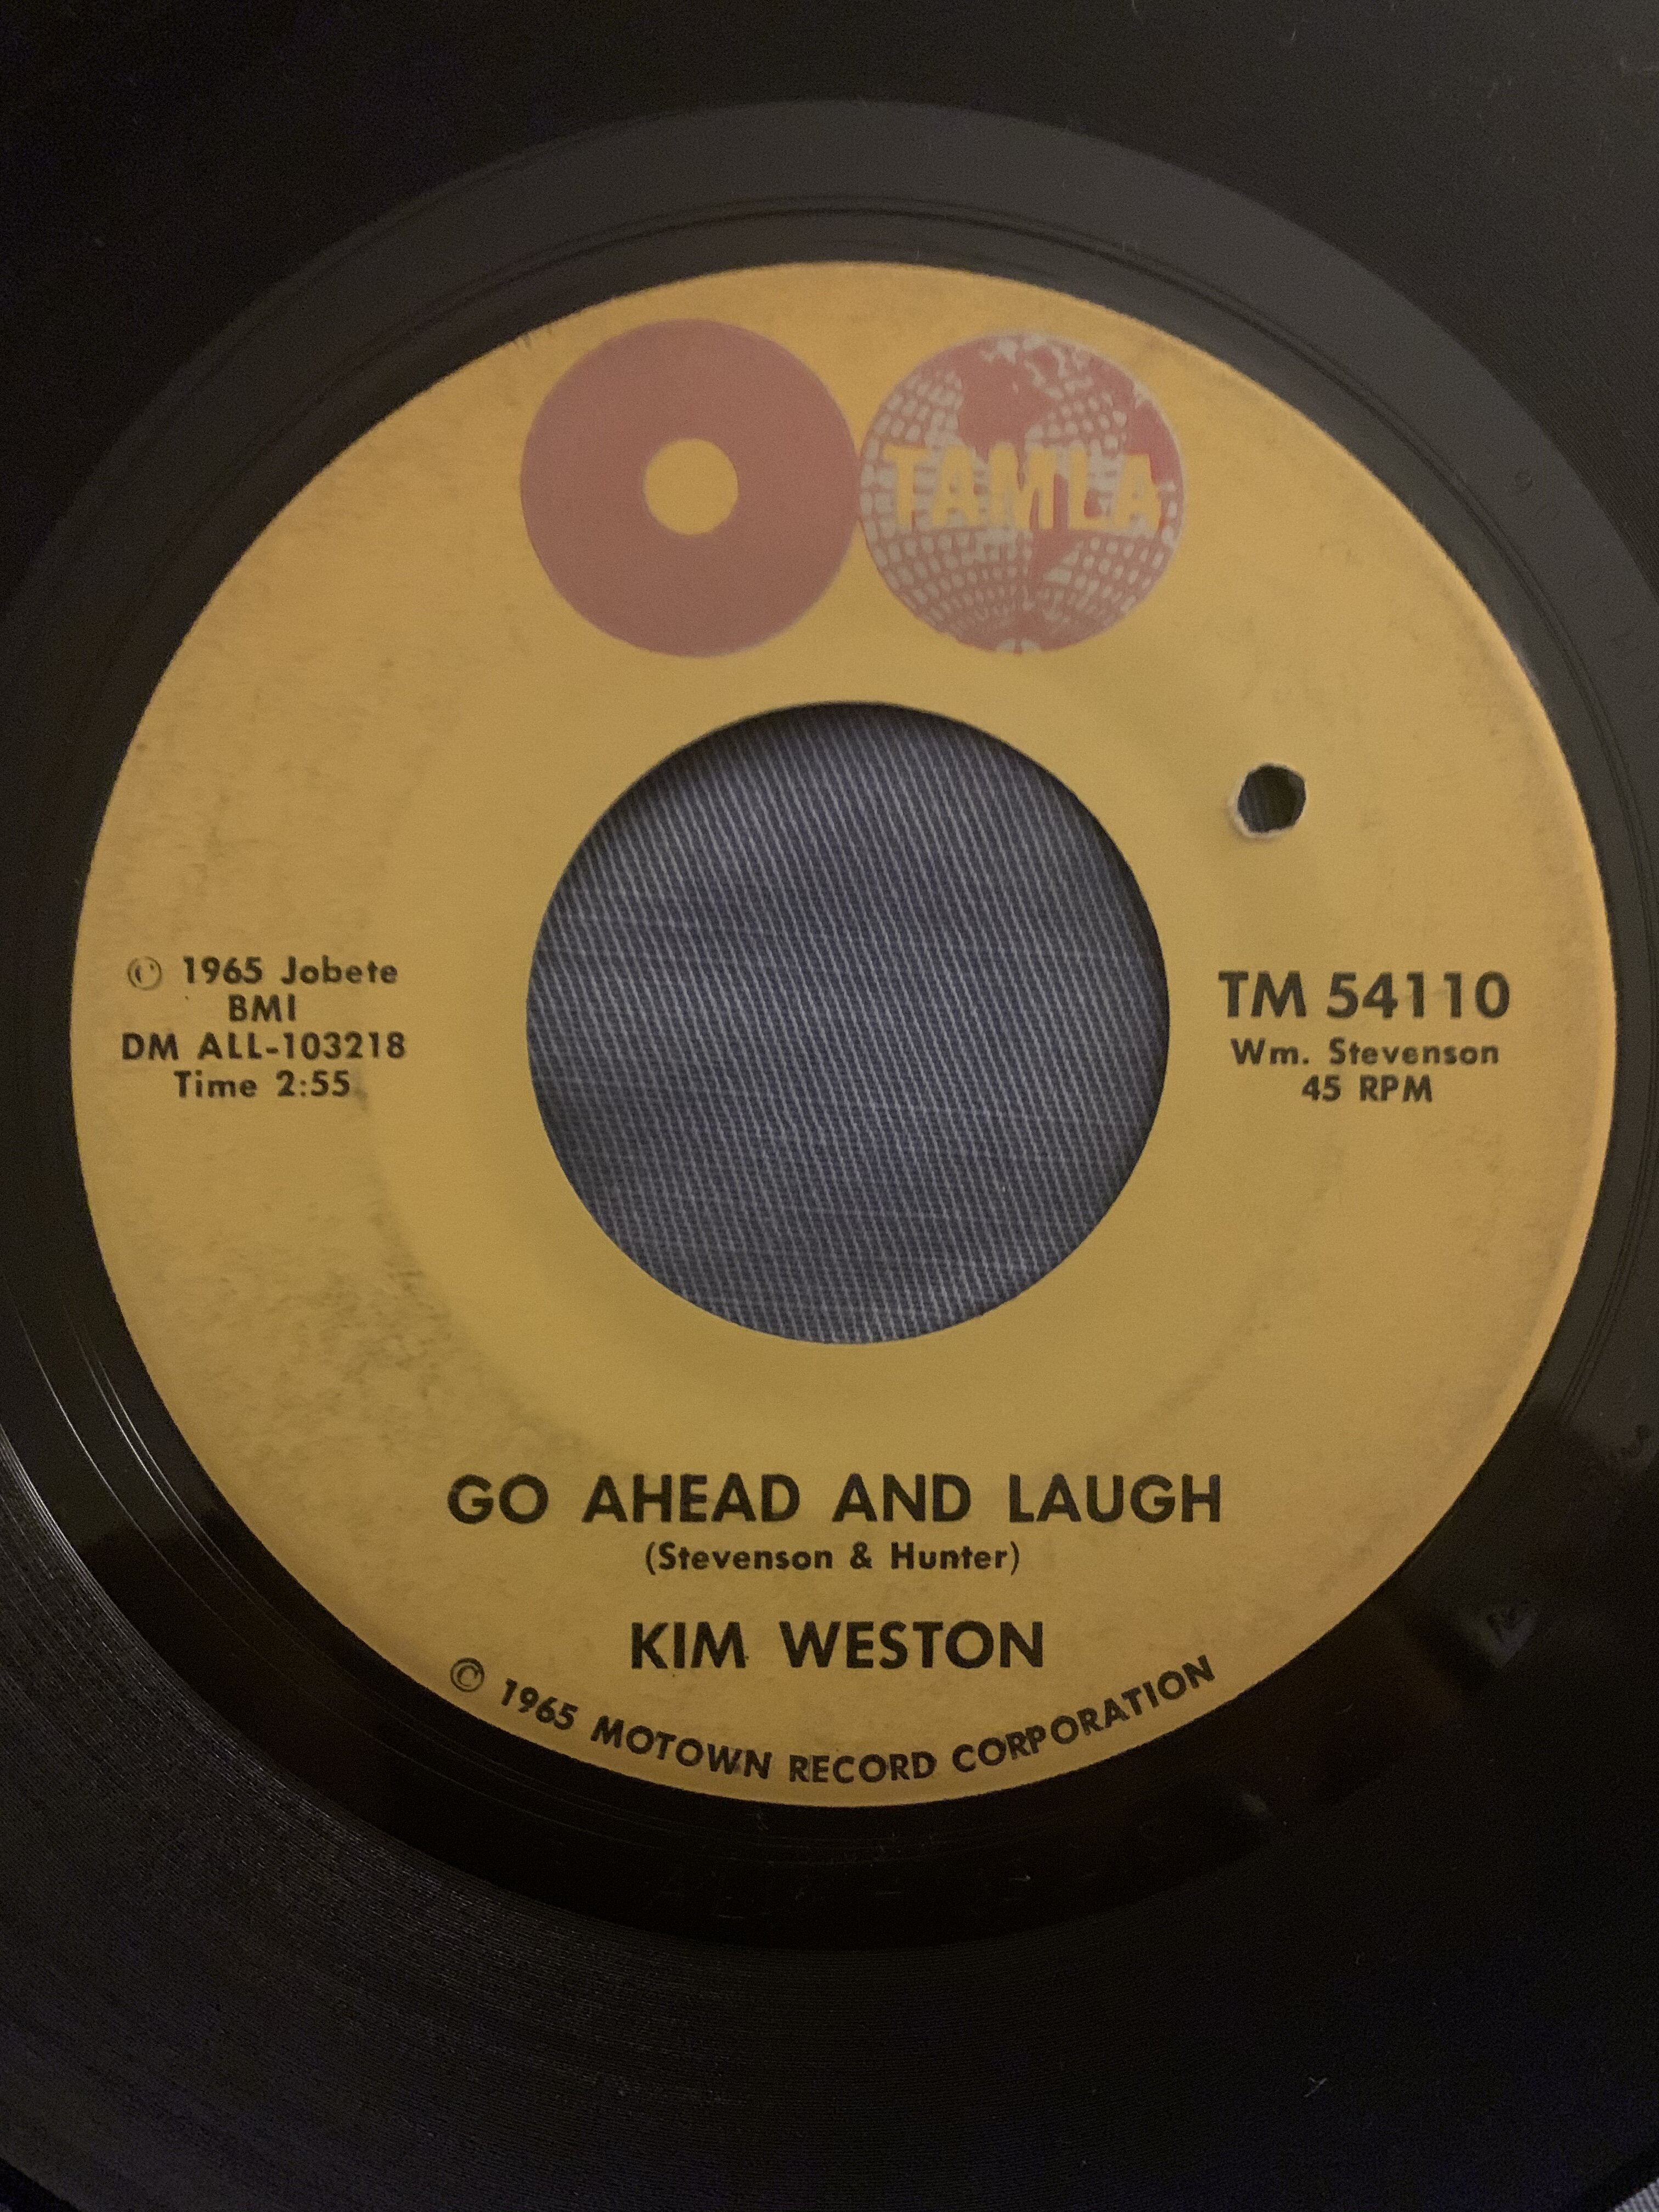 TAMLA
© 1965 Jobete
BMI
DM ALL-103218
Time 2:55
TM 54110
Wm. Stevenson
45 RPM
GO AHEAD AND LAUGH
(Stevenson & Hunter)
KIM WESTON
© 1965 MOTOWN RECORD CORPORATION